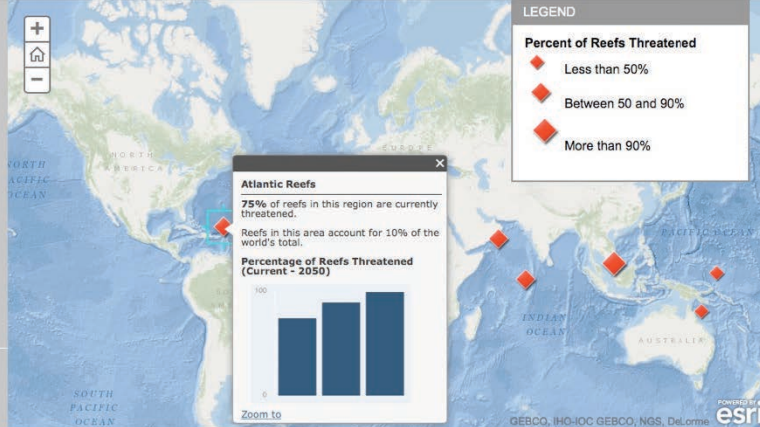 LEGEND
Percent of Reefs Threatened
Less than 50%
Between 50 and 90%
More than 90%
Atlantic Reefs
75% of reefs in this region are currently
threatened.
Reefs in this area account for 10% of the
world's total.
Percentage of Reefs Threatened
(Current - 2050)
100
0
Zoom to
NORTH
PACIFIC
OCEAN
NORTH
AMERICA
EUROPE
PACIFIC OCEAN
INDIAN
OCEAN
AUSTRALIA
SOUTH
PACIFIC
OCEAN
POWERED BY
esri
GEBCO, IHO-IOC GEBCO, NGS, DeLorme